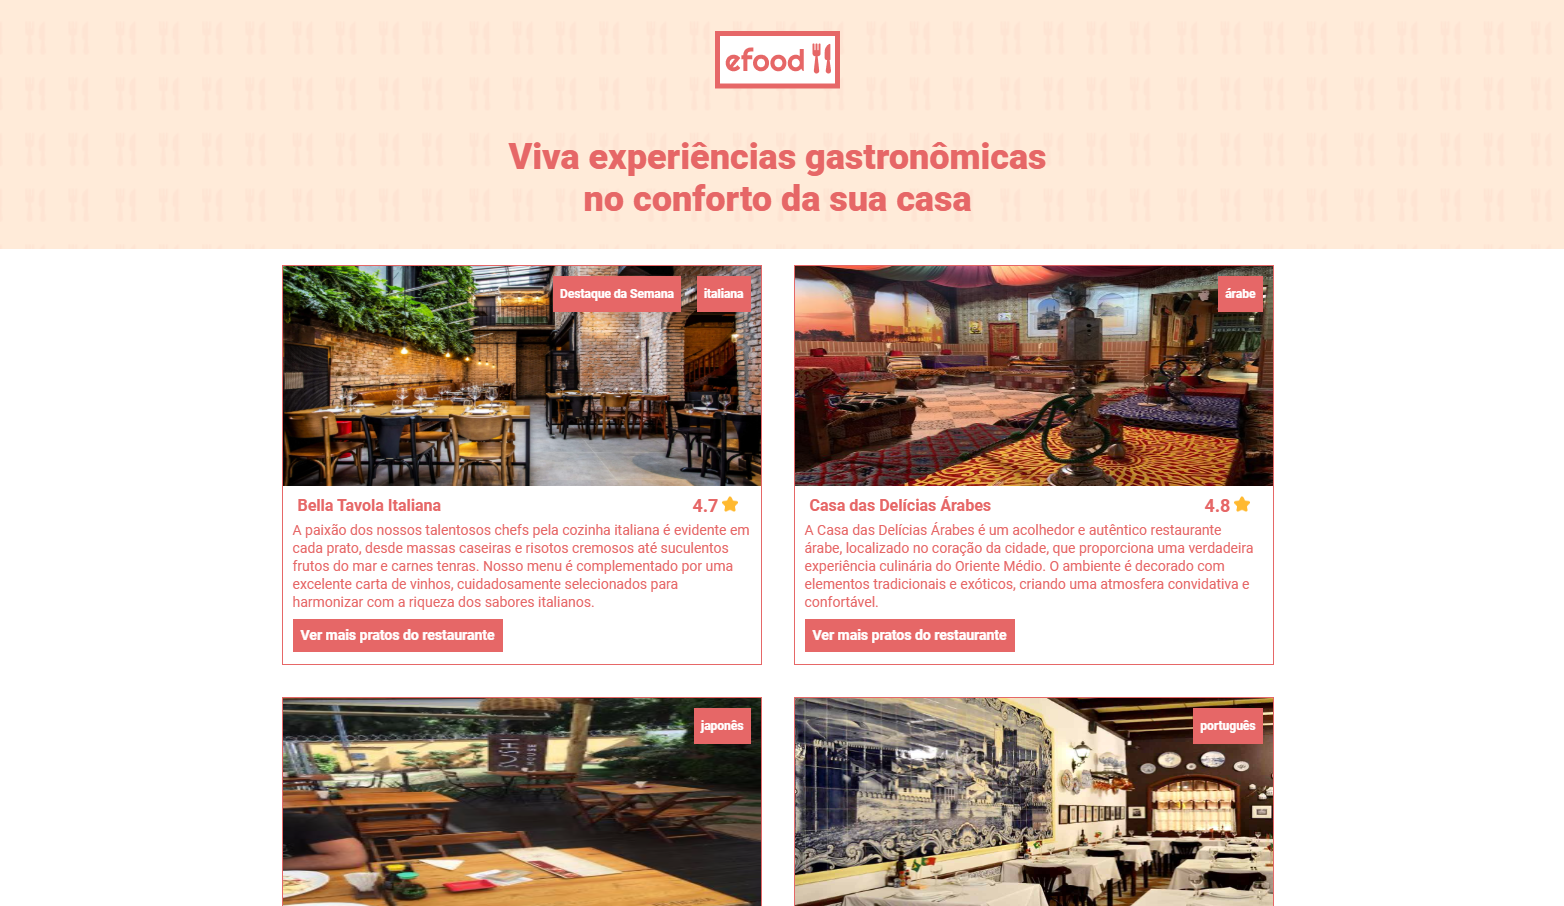 efood
Viva experiências gastronômicas
no conforto da sua casa
Destaque da Semana
italiana
árabe
Bella Tavola Italiana
4.7
A paixão dos nossos talentosos chefs pela cozinha italiana é evidente em
cada prato, desde massas caseiras e risotos cremosos até suculentos
frutos do mar e carnes tenras. Nosso menu é complementado por uma
excelente carta de vinhos, cuidadosamente selecionados para
harmonizar com a riqueza dos sabores italianos.
Ver mais pratos do restaurante
Casa das Delícias Árabes
4.8
A Casa das Delícias Árabes é um acolhedor e autêntico restaurante
árabe, localizado no coração da cidade, que proporciona uma verdadeira
experiência culinária do Oriente Médio. O ambiente é decorado com
elementos tradicionais e exóticos, criando uma atmosfera convidativa e
confortável.
Ver mais pratos do restaurante
japonês
SUSHI
HOUSE
português